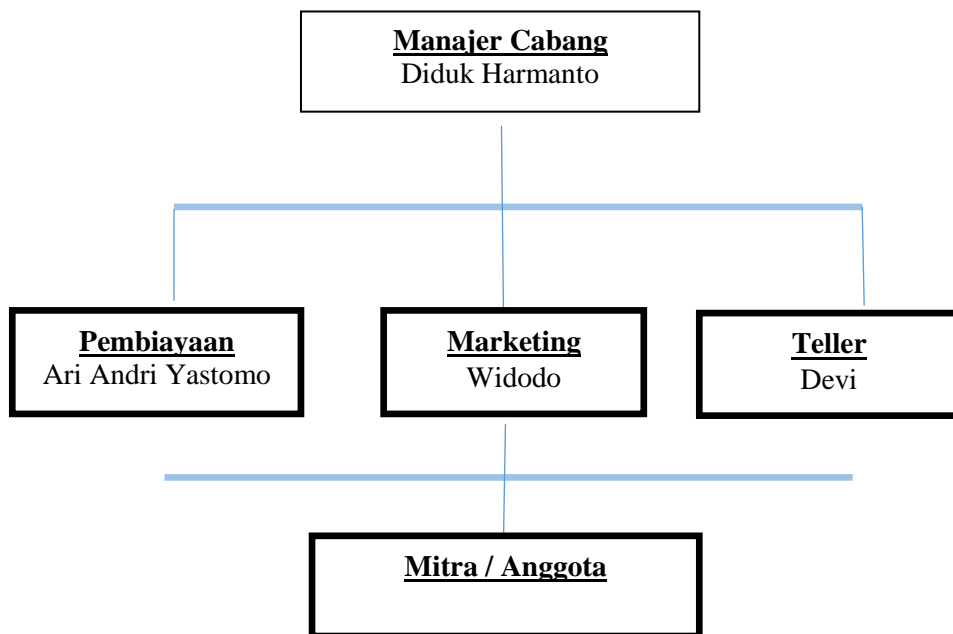 Manajer Cabang
Diduk Harmanto
Pembiayaan
Ari Andri Yastomo
Marketing
Widodo
Teller
Devi
Mitra / Anggota